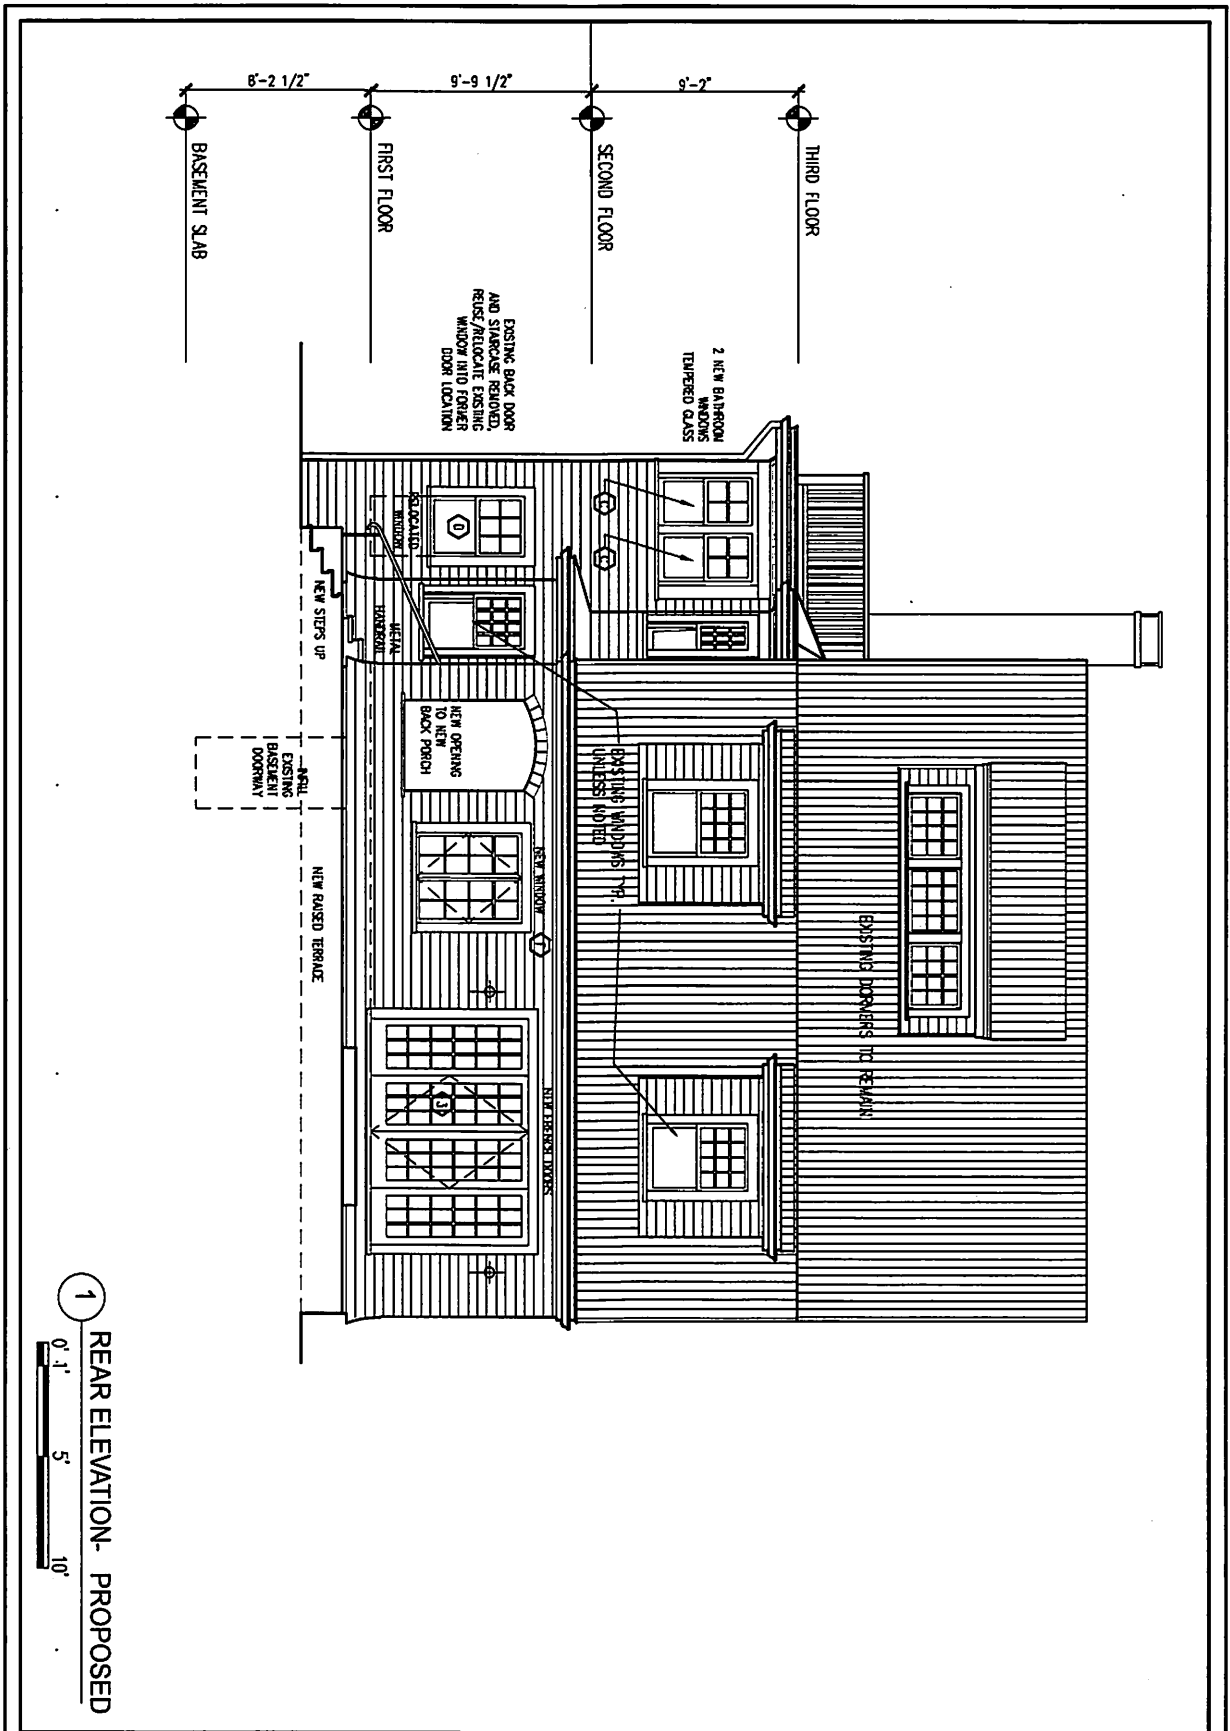 THIRD FLOOR
9'-2"
SECOND FLOOR
9'-9 1/2"
FIRST FLOOR
8'-2 1/2"
BASEMENT SLAB
2 NEW BATHROOM
WINDOWS
TEMPERED GLASS
EXISTING BACK DOOR
AND STAIRCASE REMOVED,
REUSE/RELOCATE EXISTING
WINDOW INTO FORMER
DOOR LOCATION
C
C
D
RELOCATED
WINDOW
METAL
HANDRAIL
NEW STEPS UP
NEW OPENING
TO NEW
BACK PORCH
INFILL
EXISTING
BASEMENT
DOORWAY
EXISTING WINDOWS TYP.
UNLESS NOTED
NEW WINDOW
NEW RAISED TERRACE
EXISTING DORMERS TO REMAIN
NEW FRENCH DOORS
3
1
REAR ELEVATION- PROPOSED
0' 1' 5' 10'